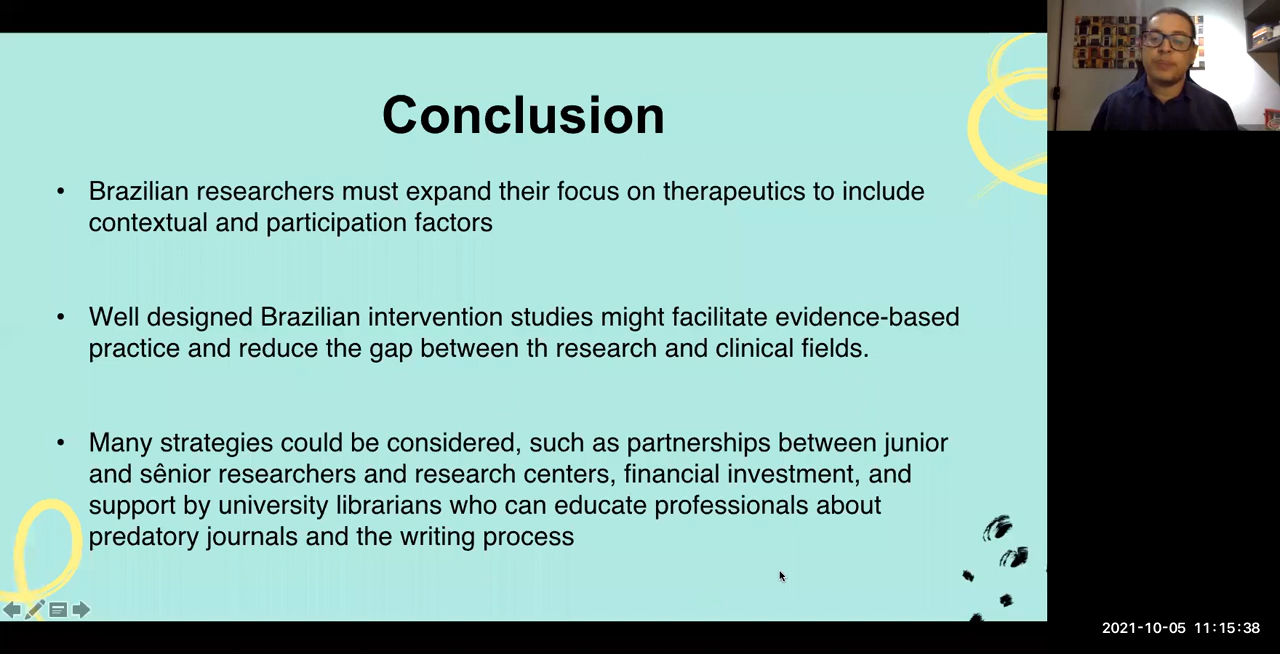 Conclusion
• Brazilian researchers must expand their focus on therapeutics to include
contextual and participation factors
• Well designed Brazilian intervention studies might facilitate evidence-based
practice and reduce the gap between th research and clinical fields.
• Many strategies could be considered, such as partnerships between junior
and sênior researchers and research centers, financial investment, and
support by university librarians who can educate professionals about
predatory journals and the writing process
2021-10-05 11:15:38